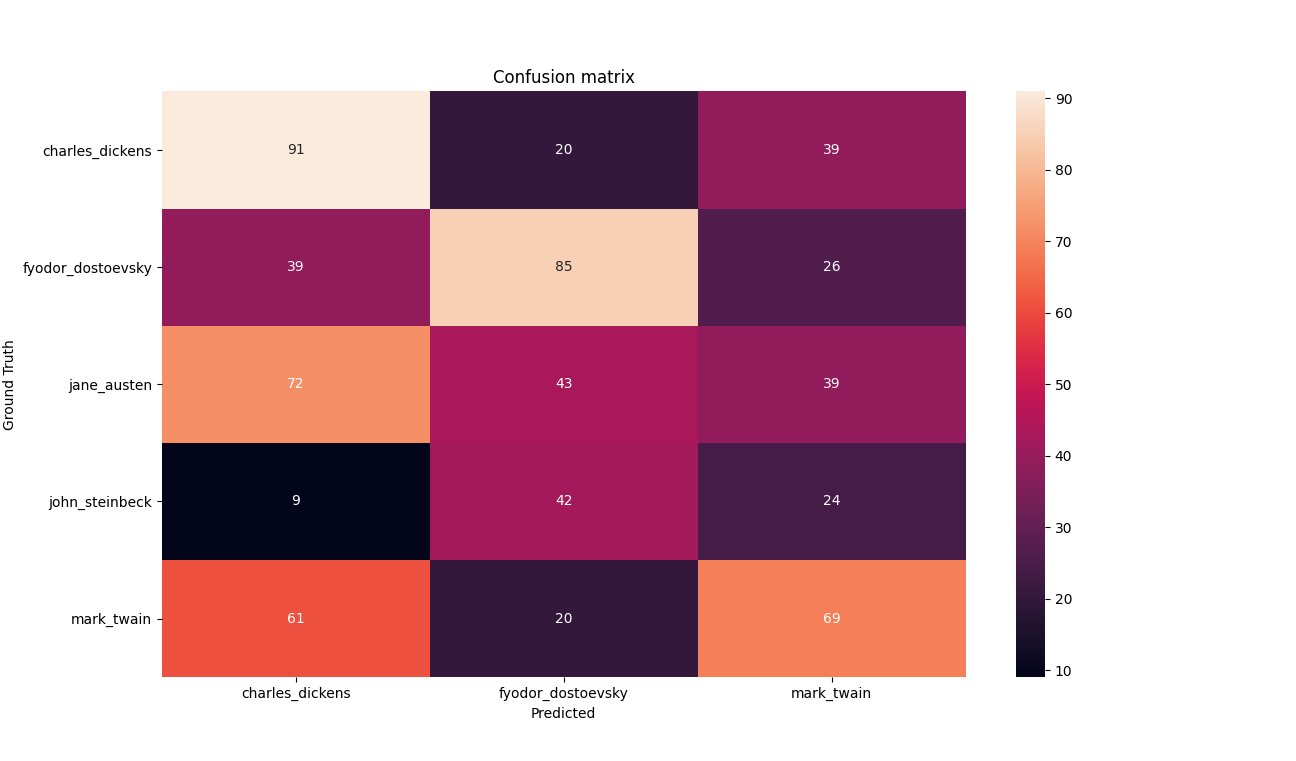 Confusion matrix
charles_dickens 91 20 39
fyodor_dostoevsky 39 85 26
jane_austen 72 43 39
john_steinbeck 9 42 24
mark_twain 61 20 69
charles_dickens fyodor_dostoevsky mark_twain
Predicted
Ground Truth
90
80
70
60
50
40
30
20
10